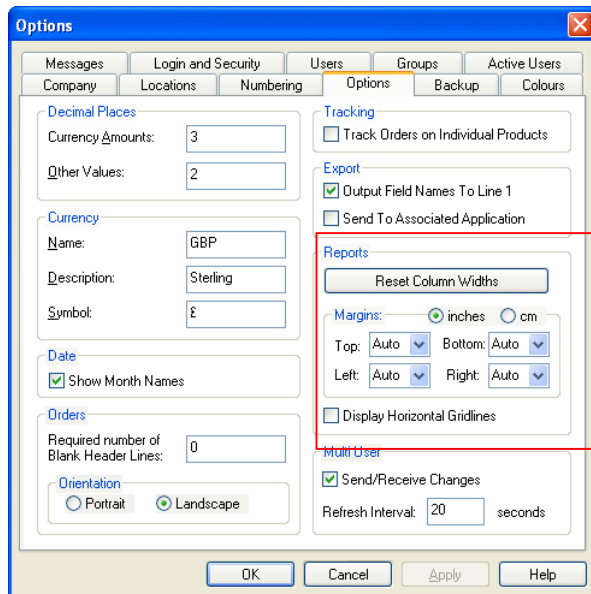 Options
Messages Login and Security Users Groups Active Users
Company Locations Numbering Options Backup Colours
Decimal Places
Currency Amounts: 3
Other Values: 2
Currency
Name: GBP
Description: Sterling
Symbol: £
Date
Show Month Names
Orders
Required number of
Blank Header Lines: 0
Orientation
Portrait Landscape
Tracking
Track Orders on Individual Products
Export
Output Field Names To Line 1
Send To Associated Application
Reports
Reset Column Widths
Margins: inches cm
Top: Auto Bottom: Auto
Left: Auto Right: Auto
Display Horizontal Gridlines
Multi User
Send/Receive Changes
Refresh Interval: 20 seconds
OK Cancel Apply Help